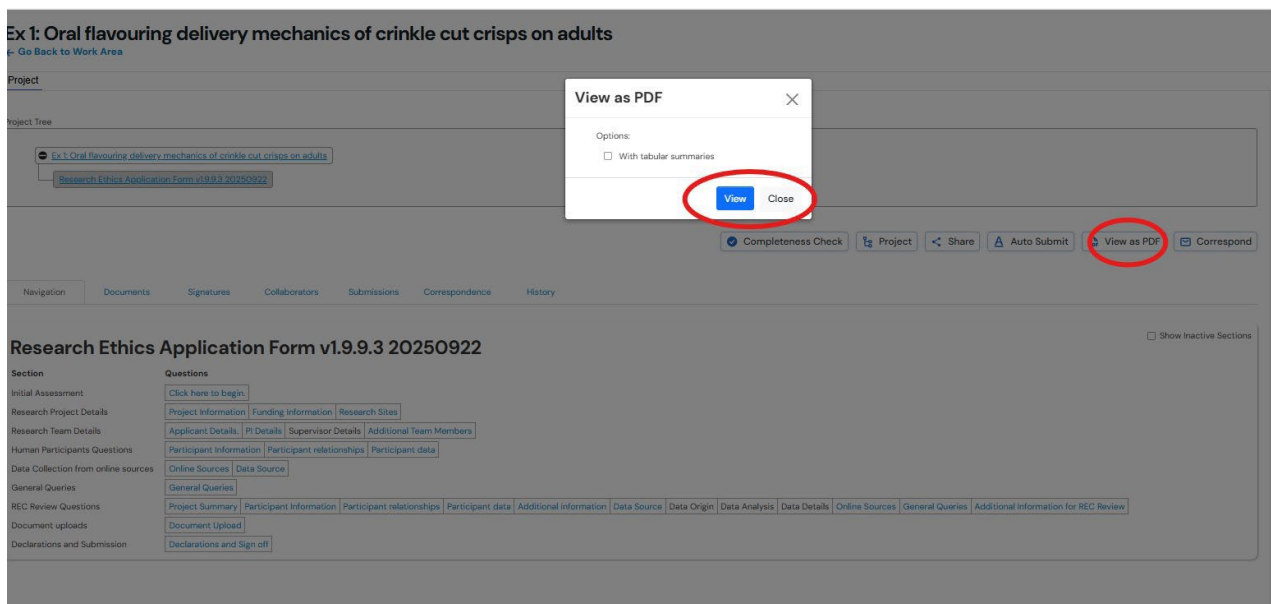 Ex 1: Oral flavouring delivery mechanics of crinkle cut crisps on adults
← Go Back to Work Area
Project
Project Tree
Ex 1: Oral flavouring delivery mechanics of crinkle cut crisps on adults
Research Ethics Application Form v1.9.9.3 20250922
View as PDF
Options:
With tabular summaries
View Close
Completeness Check Project Share Auto Submit View as PDF Correspond
Navigation Documents Signatures Collaborators Submissions Correspondence History
Show Inactive Sections
Research Ethics Application Form v1.9.9.3 20250922
Section Questions
Initial Assessment Click here to begin.
Research Project Details Project Information Funding Information Research Sites
Research Team Details Applicant Details. PI Details Supervisor Details Additional Team Members
Human Participants Questions Participant Information Participant relationships Participant data
Data Collection from online sources Online Sources Data Source
General Queries General Queries
REC Review Questions Project Summary Participant Information Participant relationships Participant data Additional information Data Source Data Origin Data Analysis Data Details Online Sources General Queries Additional Information for REC Review
Document uploads Document Upload
Declarations and Submission Declarations and Sign off